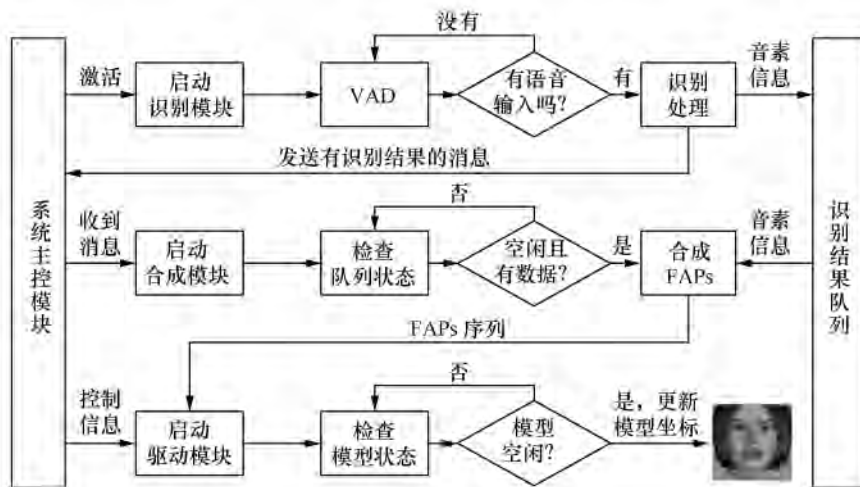 没有
激活
启动
识别模块
VAD
有语音
输入吗?
有
识别
处理
音素
信息
发送有识别结果的消息
系统主控模块
识别结果队列
否
收到
消息
启动
合成模块
检查
队列状态
空闲且
有数据?
是
合成
FAPs
音素
信息
FAPs 序列
否
控制
信息
启动
驱动模块
检查
模型状态
模型
空闲?
是，更新
模型坐标